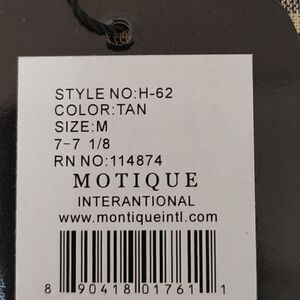 STYLE NO:H-62
COLOR:TAN
SIZE:M
7-7 1/8
RN NO:114874
MOTIQUE
INTERANTIONAL
www.montiqueintl.com
8 90418 01761 1